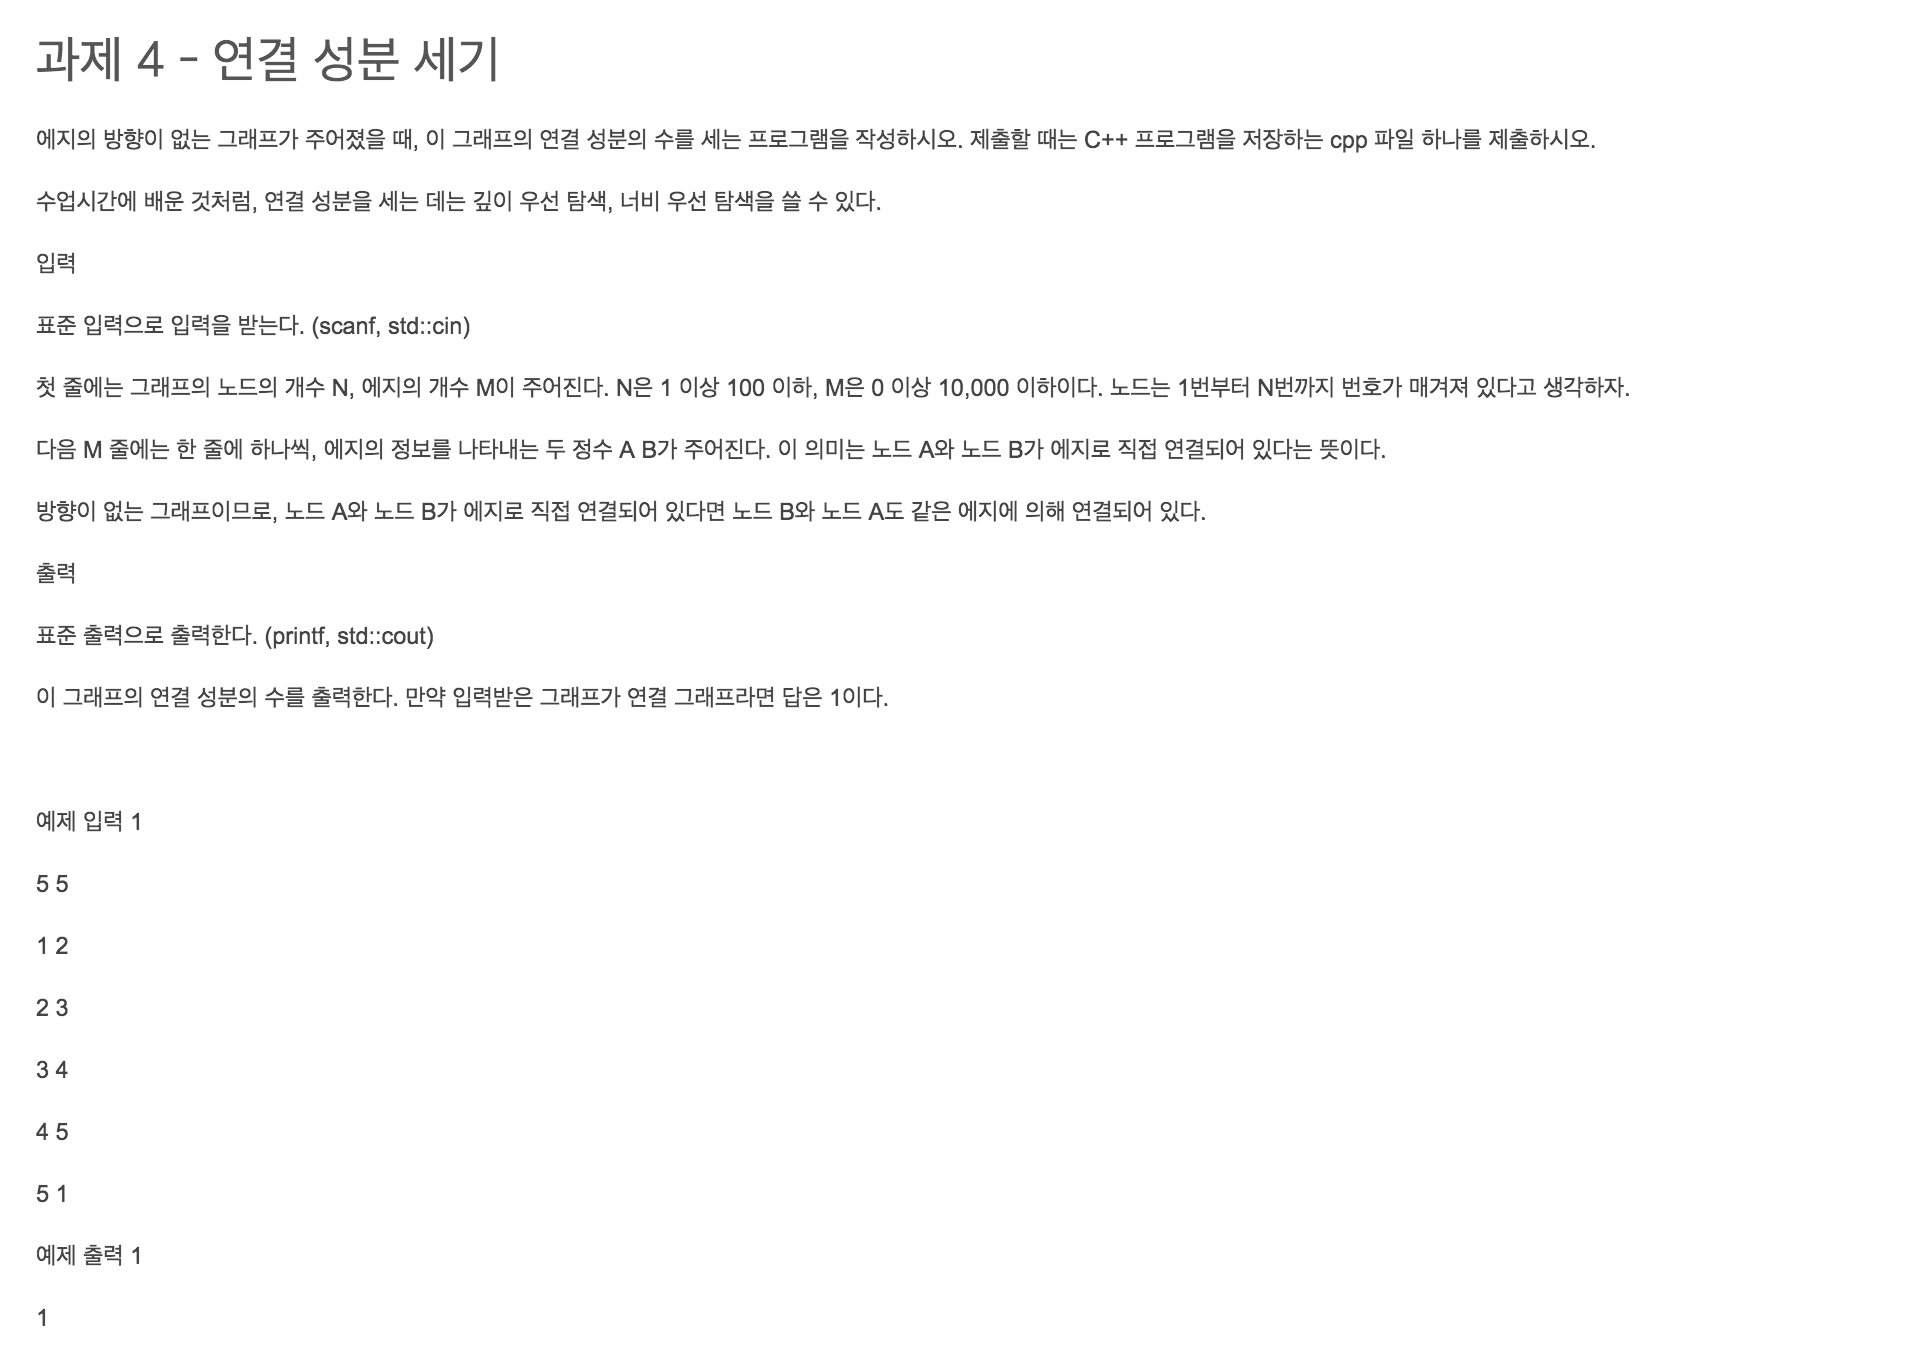 과제 4 - 연결 성분 세기
에지의 방향이 없는 그래프가 주어졌을 때, 이 그래프의 연결 성분의 수를 세는 프로그램을 작성하시오. 제출할 때는 C++ 프로그램을 저장하는 cpp 파일 하나를 제출하시오.
수업시간에 배운 것처럼, 연결 성분을 세는 데는 깊이 우선 탐색, 너비 우선 탐색을 쓸 수 있다.
입력
표준 입력으로 입력을 받는다. (scanf, std::cin)
첫 줄에는 그래프의 노드의 개수 N, 에지의 개수 M이 주어진다. N은 1 이상 100 이하, M은 0 이상 10,000 이하이다. 노드는 1번부터 N번까지 번호가 매겨져 있다고 생각하자.
다음 M 줄에는 한 줄에 하나씩, 에지의 정보를 나타내는 두 정수 A B가 주어진다. 이 의미는 노드 A와 노드 B가 에지로 직접 연결되어 있다는 뜻이다.
방향이 없는 그래프이므로, 노드 A와 노드 B가 에지로 직접 연결되어 있다면 노드 B와 노드 A도 같은 에지에 의해 연결되어 있다.
출력
표준 출력으로 출력한다. (printf, std::cout)
이 그래프의 연결 성분의 수를 출력한다. 만약 입력받은 그래프가 연결 그래프라면 답은 1이다.
예제 입력 1
5 5
1 2
2 3
3 4
4 5
5 1
예제 출력 1
1